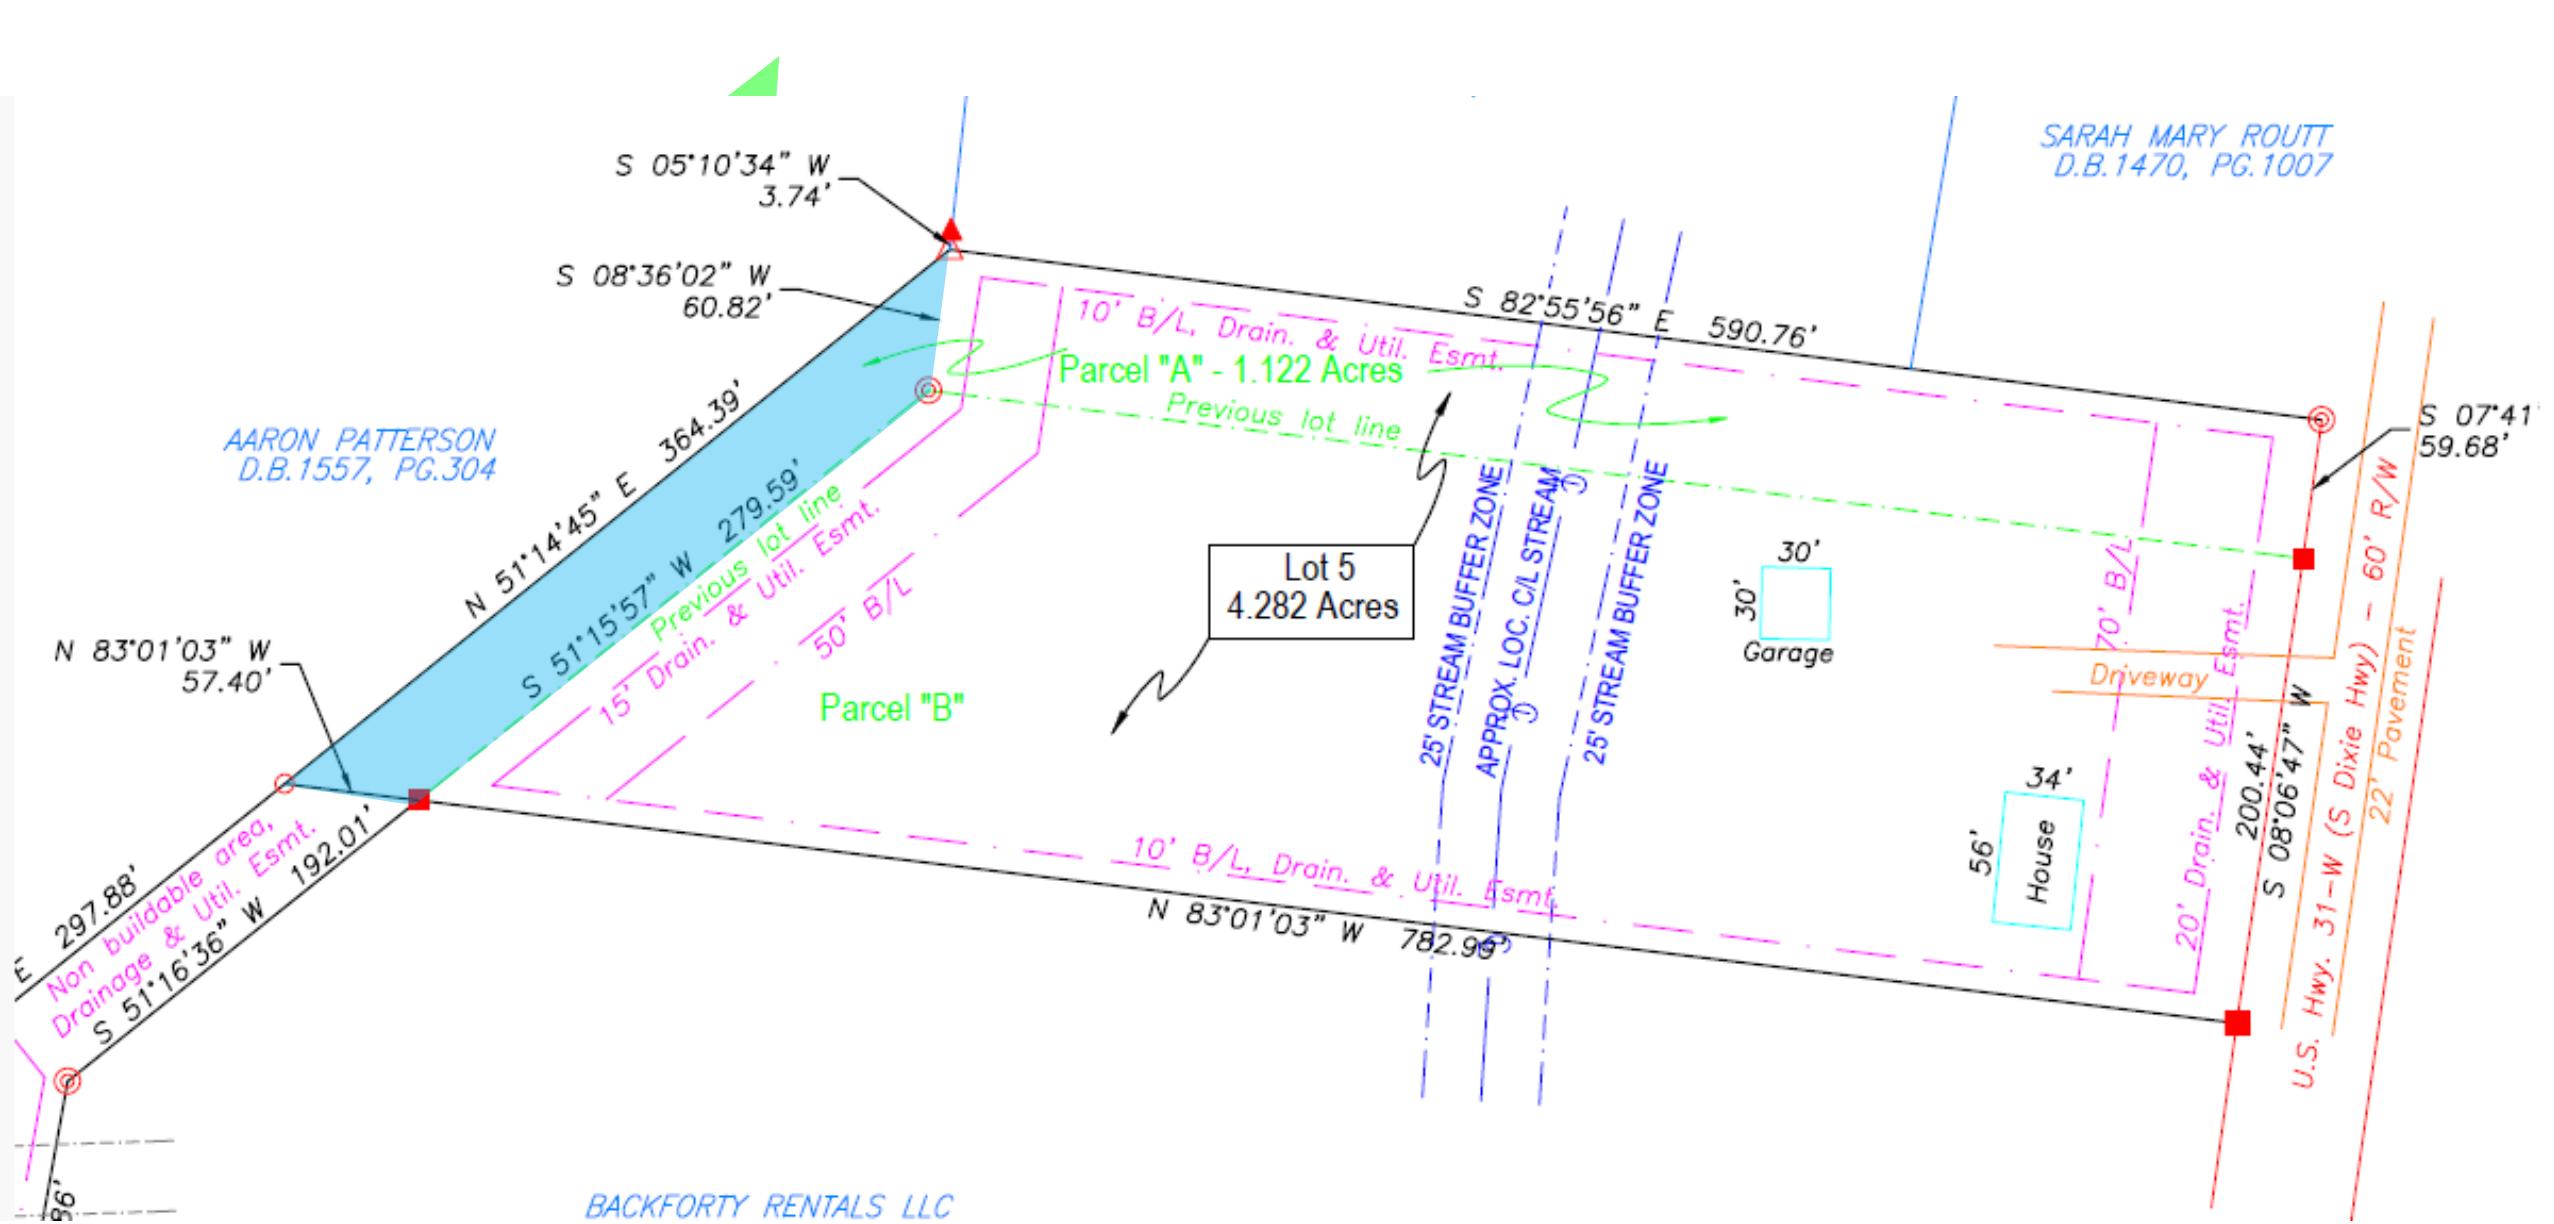 SARAH MARY ROUTT
D.B.1470, PG.1007
S 05°10'34" W
3.74'
S 08°36'02" W
60.82'
S 82°55'56" E 590.76'
10' B/L, Drain. & Util. Esmt.
Parcel "A" - 1.122 Acres
Previous lot line
S 07°41'
59.68'
AARON PATTERSON
D.B.1557, PG.304
N 51°14'45" E 364.39'
S 51°15'57" W 279.59'
Previous lot line
15' Drain. & Util. Esmt.
50' B/L
Lot 5
4.282 Acres
25' STREAM BUFFER ZONE
APPROX. LOC. C/L STREAM
25' STREAM BUFFER ZONE
30'
30'
Garage
70' B/L
Driveway
20' Drain. & Util. Esmt.
200.44'
S 08°06'47" W
U.S. Hwy. 31-W (S Dixie Hwy) - 60' R/W
22' Pavement
N 83°01'03" W
57.40'
Parcel "B"
34'
56'
House
10' B/L, Drain. & Util. Esmt.
N 83°01'03" W 782.99'
E 297.88'
Non buildable area,
Drainage & Util. Esmt.
S 51°16'36" W 192.01'
86'
BACKFORTY RENTALS LLC